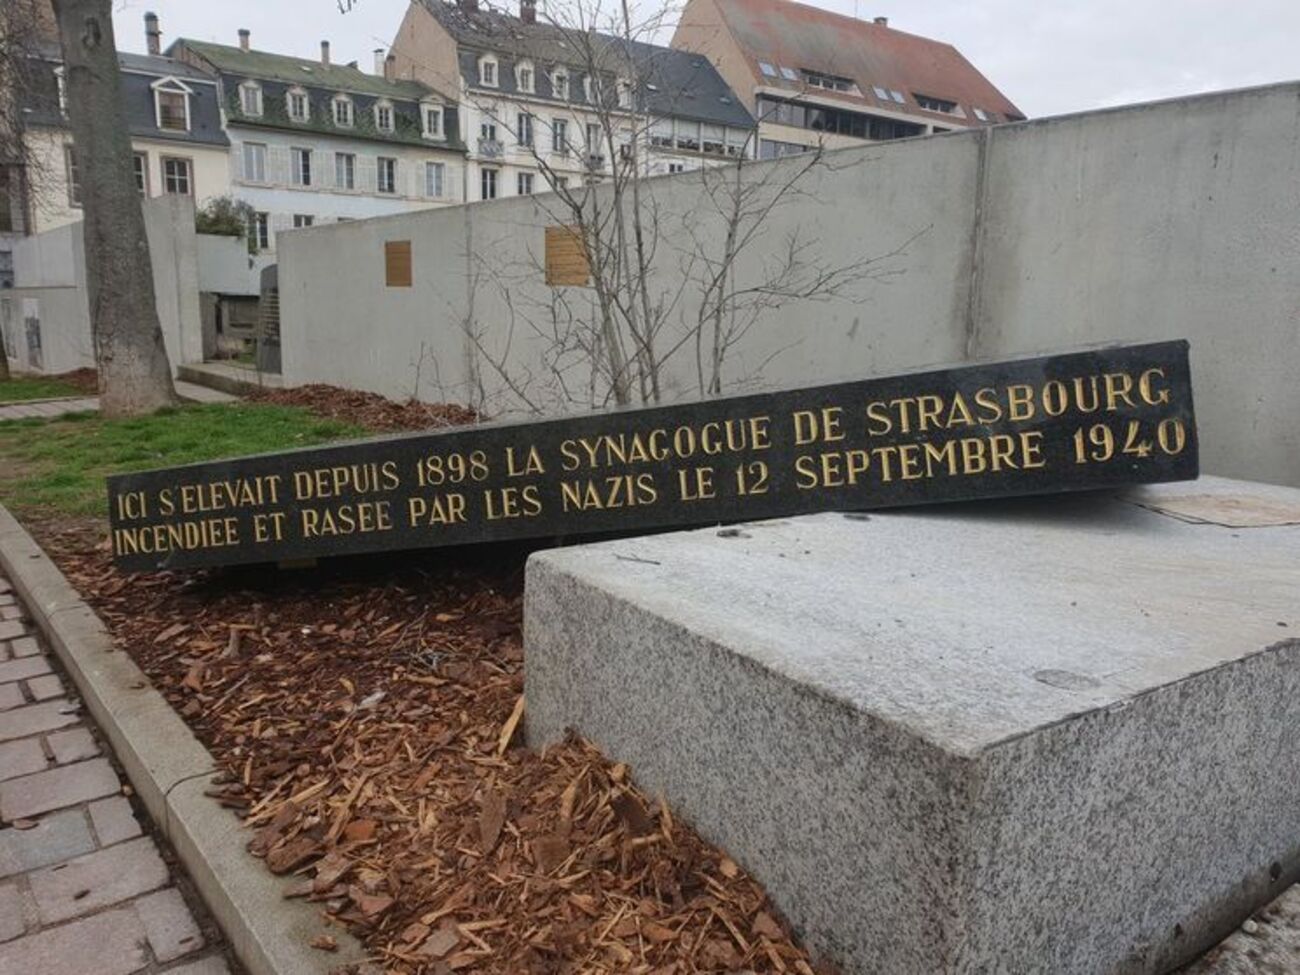 ICI S'ELEVAIT DEPUIS 1898 LA SYNAGOGUE DE STRASBOURG
INCENDIEE ET RASEE PAR LES NAZIS LE 12 SEPTEMBRE 1940